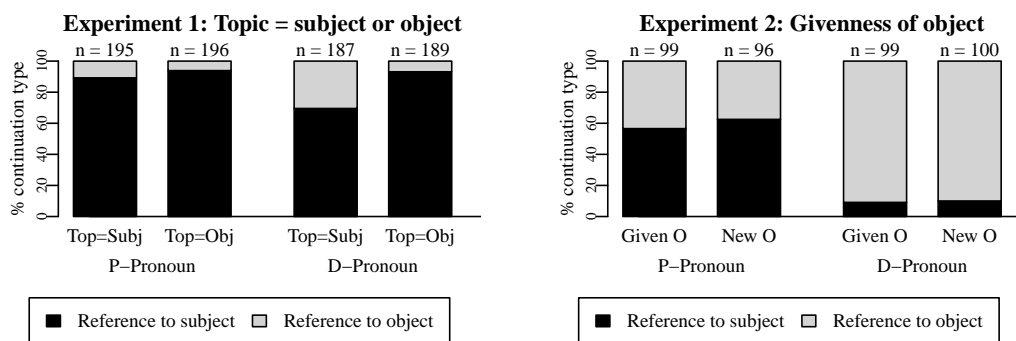 Experiment 1: Topic = subject or object
n = 195 n = 196 n = 187 n = 189
% continuation type
0 20 40 60 80 100
Top=Subj Top=Obj Top=Subj Top=Obj
P−Pronoun D−Pronoun
Reference to subject Reference to object
Experiment 2: Givenness of object
n = 99 n = 96 n = 99 n = 100
% continuation type
0 20 40 60 80 100
Given O New O Given O New O
P−Pronoun D−Pronoun
Reference to subject Reference to object